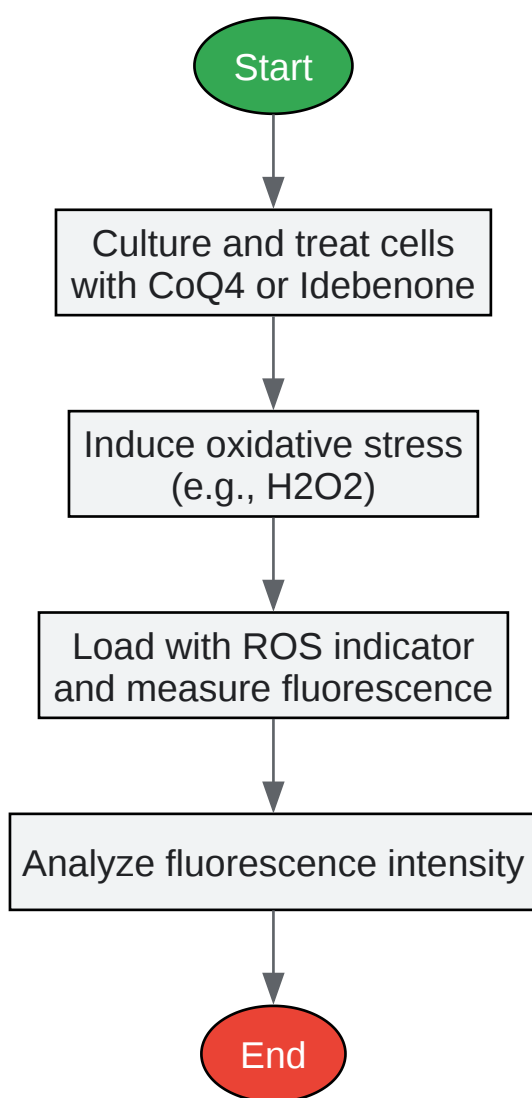 Start
Culture and treat cells
with CoQ4 or Idebenone
Induce oxidative stress
(e.g., H2O2)
Load with ROS indicator
and measure fluorescence
Analyze fluorescence intensity
End